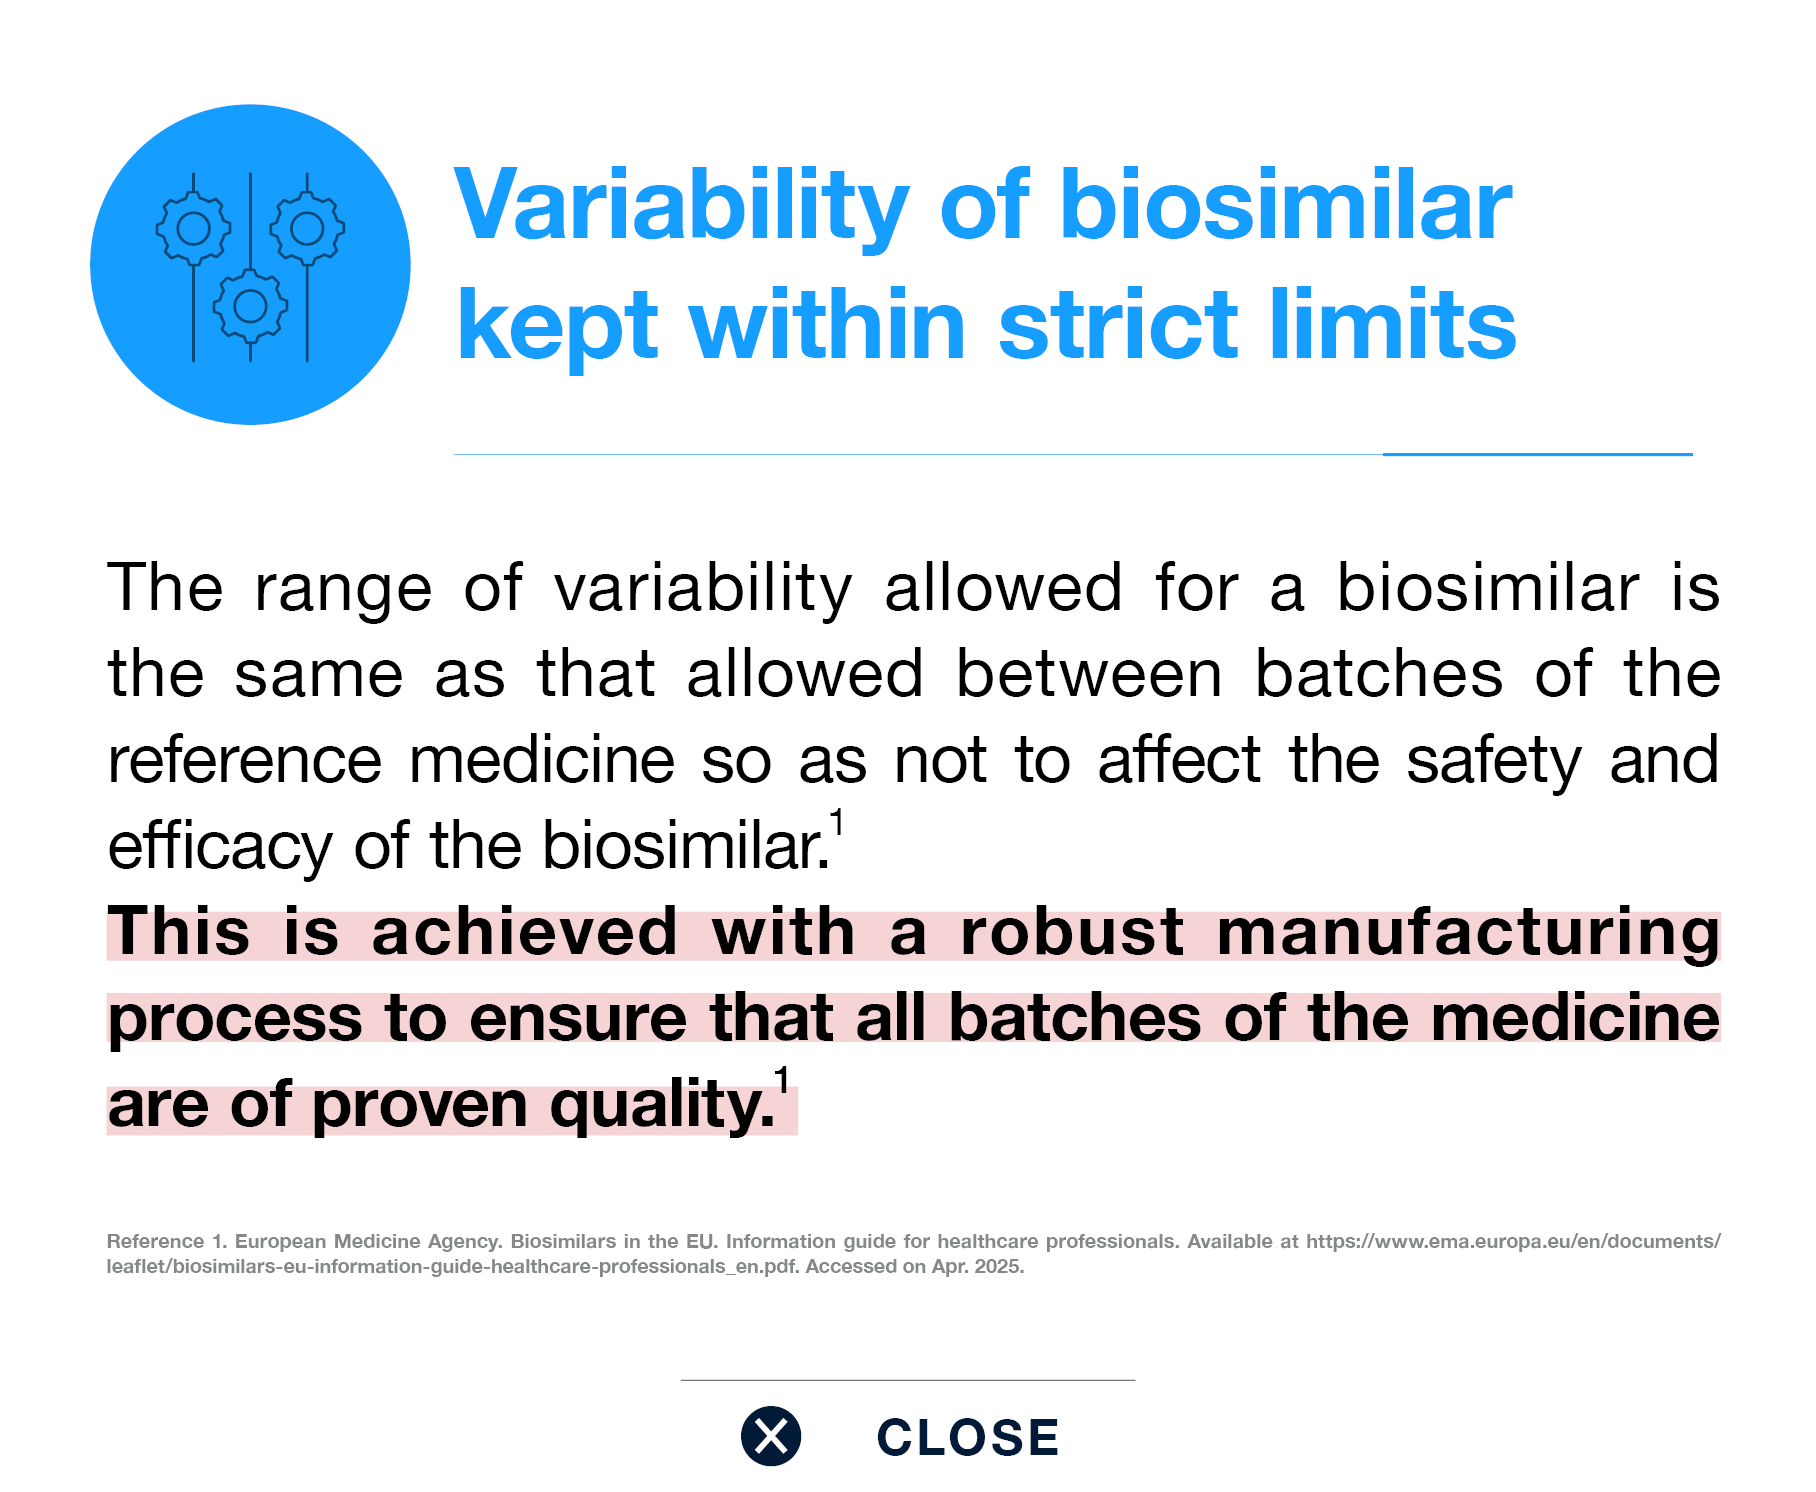 Variability of biosimilar
kept within strict limits
The range of variability allowed for a biosimilar is
the same as that allowed between batches of the
reference medicine so as not to affect the safety and
efficacy of the biosimilar.1
This is achieved with a robust manufacturing
process to ensure that all batches of the medicine
are of proven quality.1
Reference 1. European Medicine Agency. Biosimilars in the EU. Information guide for healthcare professionals. Available at https://www.ema.europa.eu/en/documents/
leaflet/biosimilars-eu-information-guide-healthcare-professionals_en.pdf. Accessed on Apr. 2025.
CLOSE